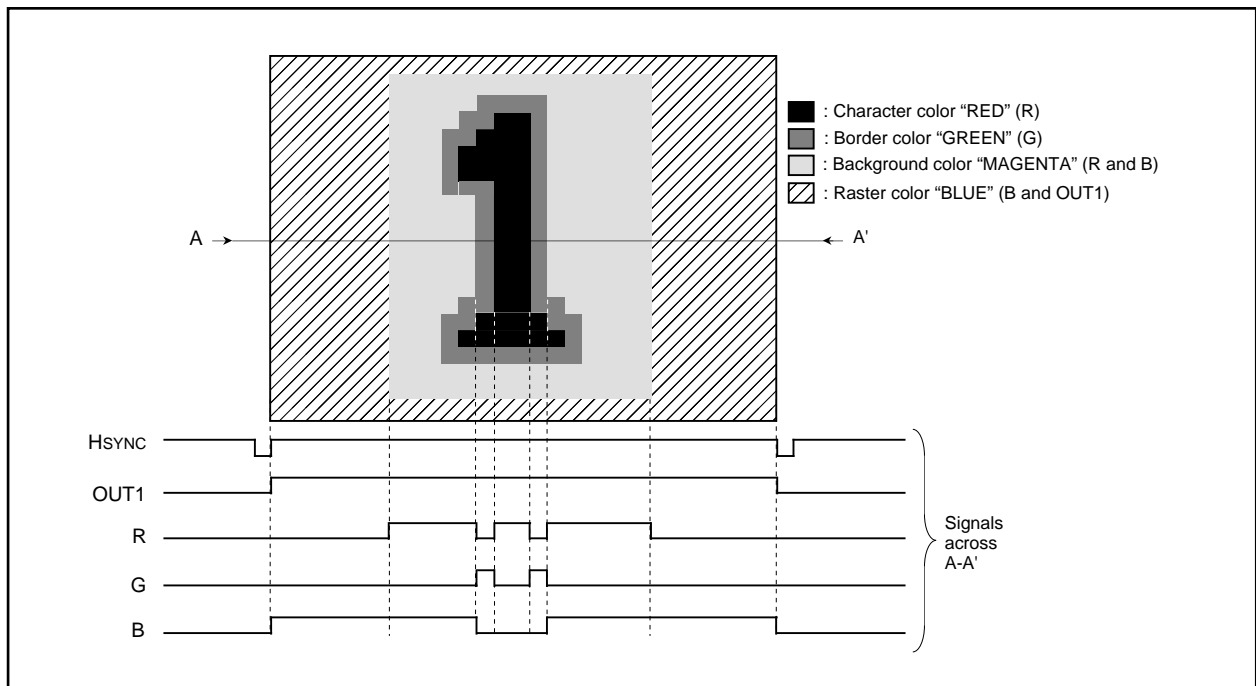 : Character color “RED” (R)
: Border color “GREEN” (G)
: Background color “MAGENTA” (R and B)
: Raster color “BLUE” (B and OUT1)
A
A'
HSYNC
OUT1
R
G
B
Signals
across
A-A'